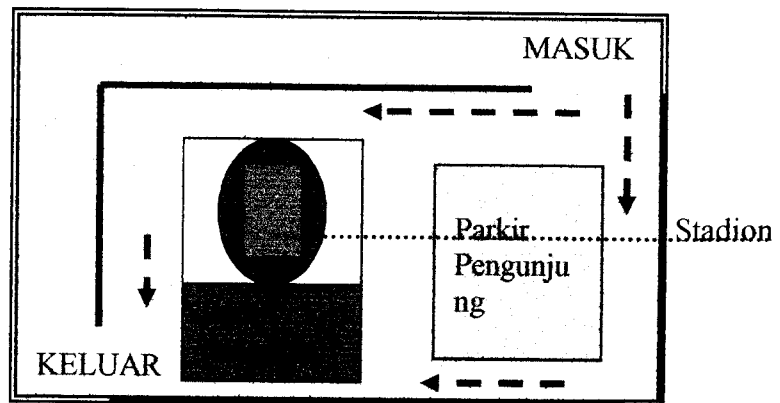 MASUK
Parkir
Pengunju
ng
Stadion
KELUAR